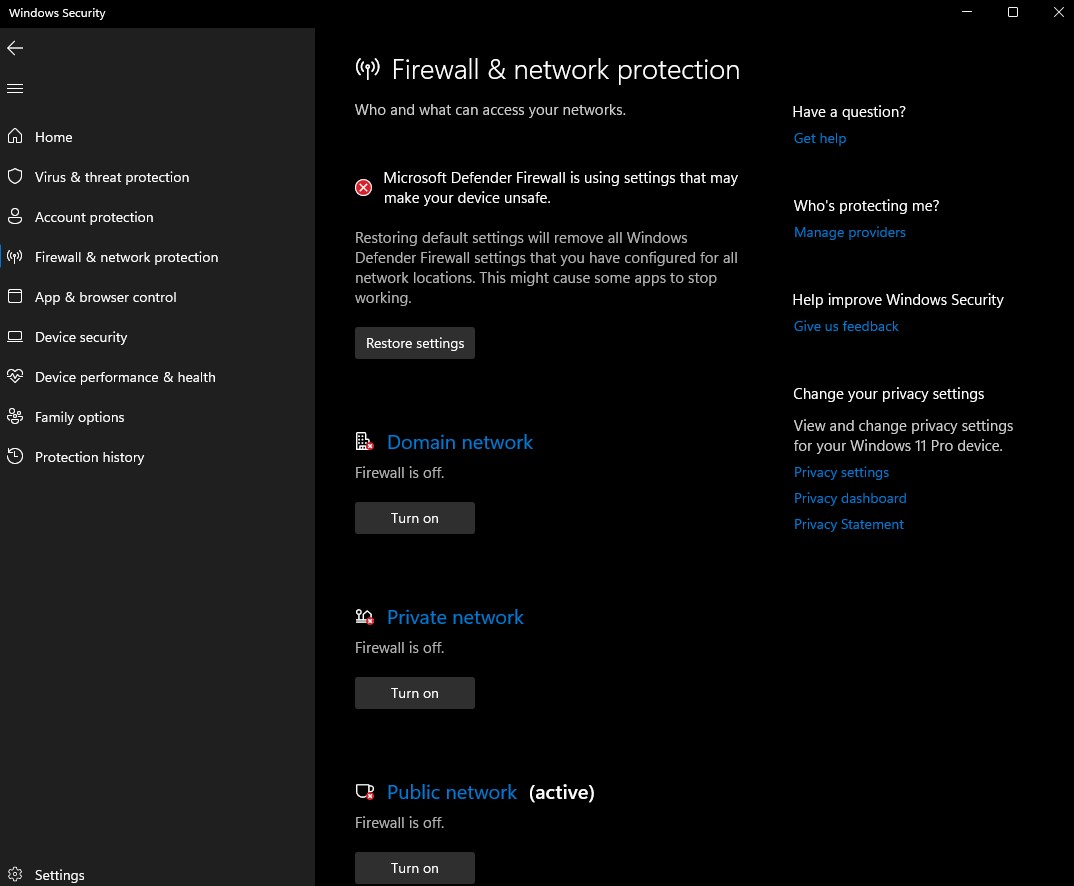 Windows Security
Home
Virus & threat protection
Account protection
Firewall & network protection
App & browser control
Device security
Device performance & health
Family options
Protection history
Settings
Firewall & network protection
Who and what can access your networks.
Microsoft Defender Firewall is using settings that may
make your device unsafe.
Restoring default settings will remove all Windows
Defender Firewall settings that you have configured for all
network locations. This might cause some apps to stop
working.
Restore settings
Domain network
Firewall is off.
Turn on
Private network
Firewall is off.
Turn on
Public network (active)
Firewall is off.
Turn on
Have a question?
Get help
Who's protecting me?
Manage providers
Help improve Windows Security
Give us feedback
Change your privacy settings
View and change privacy settings
for your Windows 11 Pro device.
Privacy settings
Privacy dashboard
Privacy Statement